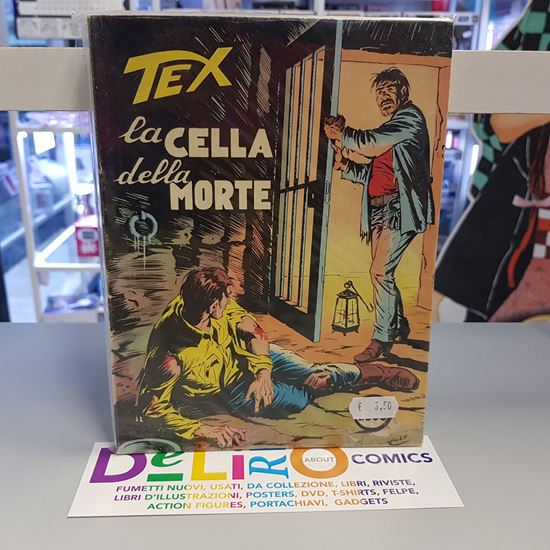 TEX
la CELLA
della
MORTE
€ 3,50
DeLiRO
ABOUT
COMICS
FUMETTI NUOVI, USATI, DA COLLEZIONE, LIBRI, RIVISTE,
LIBRI D'ILLUSTRAZIONI, POSTERS, DVD, T-SHIRTS, FELPE,
ACTION FIGURES, PORTACHIAVI, GADGETS